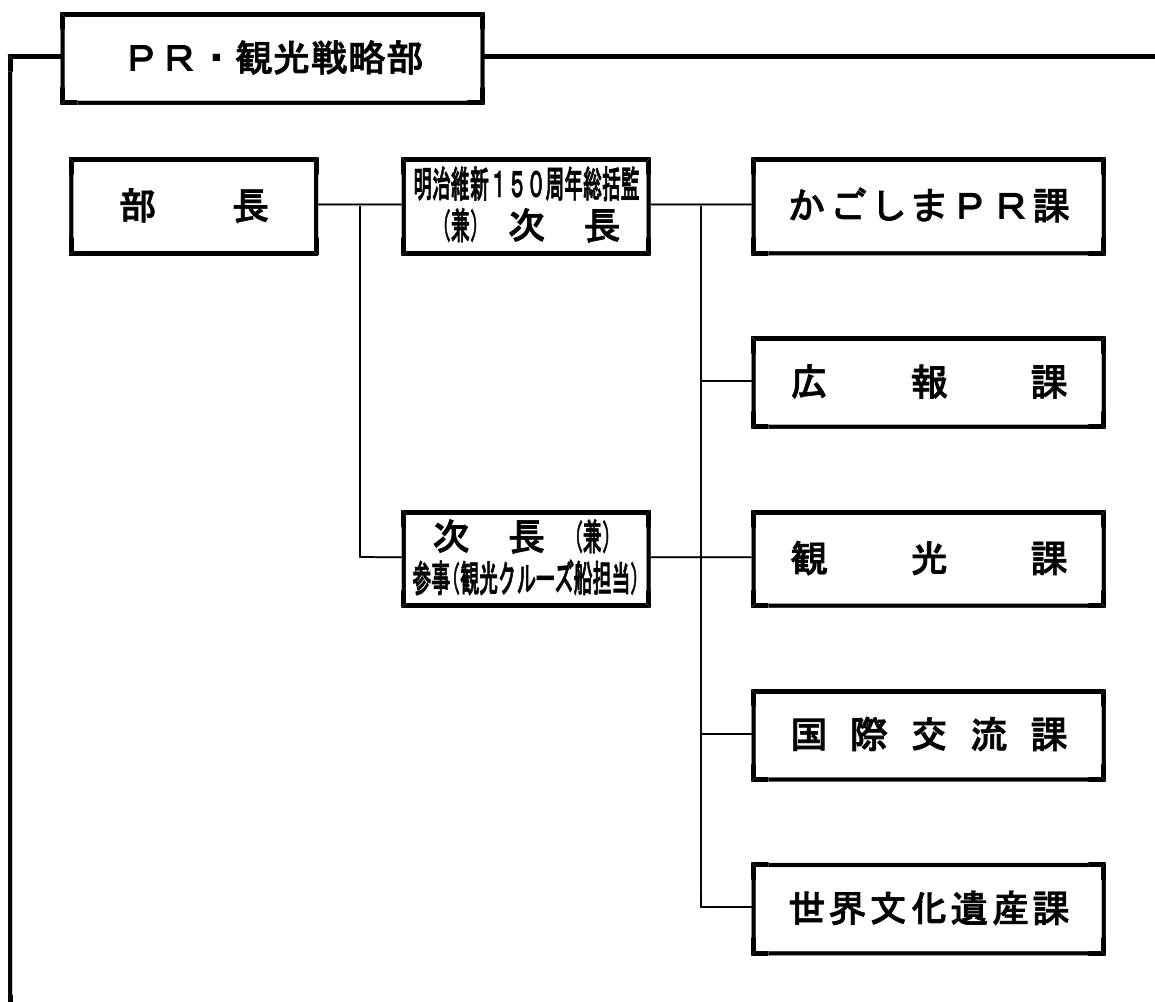 ＰＲ・観光戦略部
部長
明治維新１５０周年総括監
（兼）次長
かごしまＰＲ課
広報課
次長（兼）
参事（観光クルーズ船担当）
観光課
国際交流課
世界文化遺産課